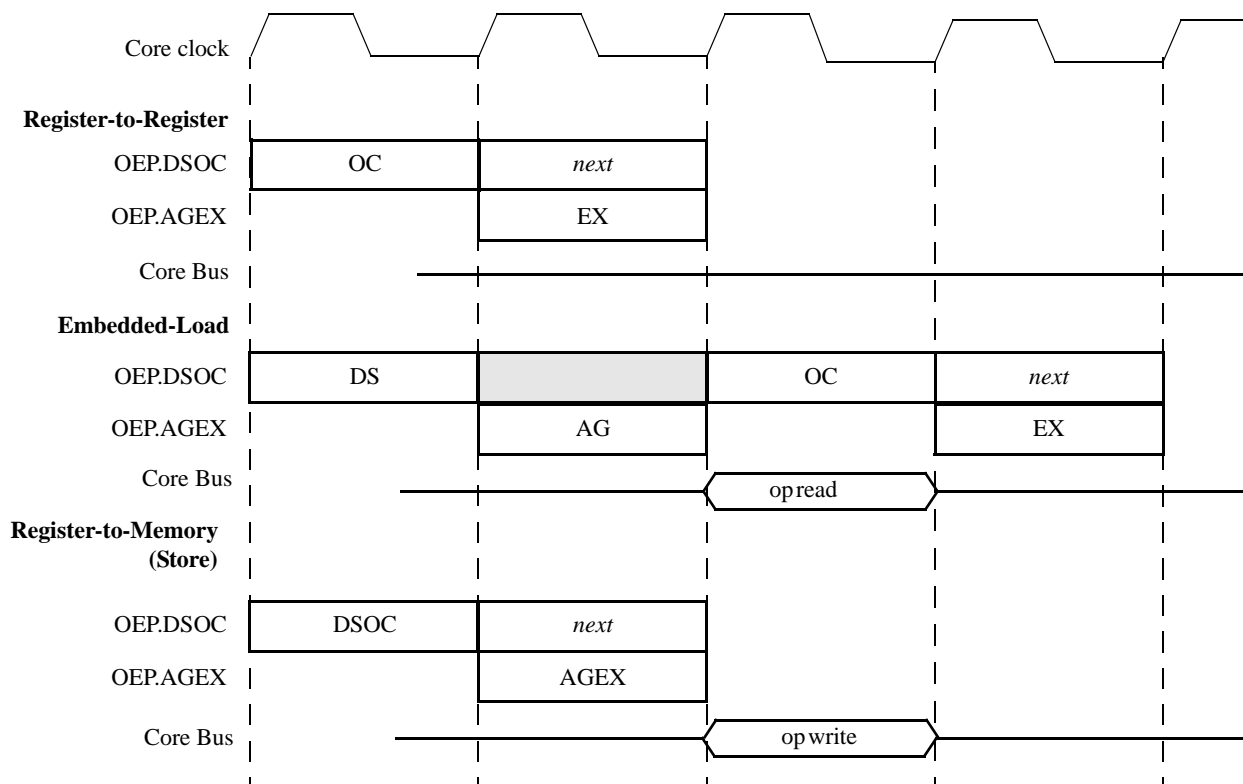 Core clock
Register-to-Register
OEP.DSOC OC next
OEP.AGEX EX
Core Bus
Embedded-Load
OEP.DSOC DS OC next
OEP.AGEX AG EX
Core Bus op read
Register-to-Memory
(Store)
OEP.DSOC DSOC next
OEP.AGEX AGEX
Core Bus op write